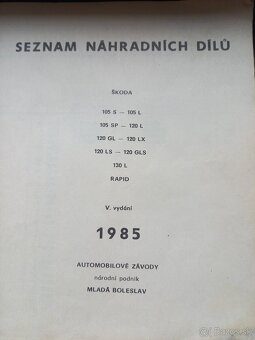 SEZNAM NÁHRADNÍCH DÍLŮ
ŠKODA
105 S — 105 L
105 SP — 120 L
120 GL — 120 LX
120 LS — 120 GLS
130 L
RAPID
V. vydání
1985
AUTOMOBILOVÉ ZÁVODY
národní podnik
MLADÁ BOLESLAV